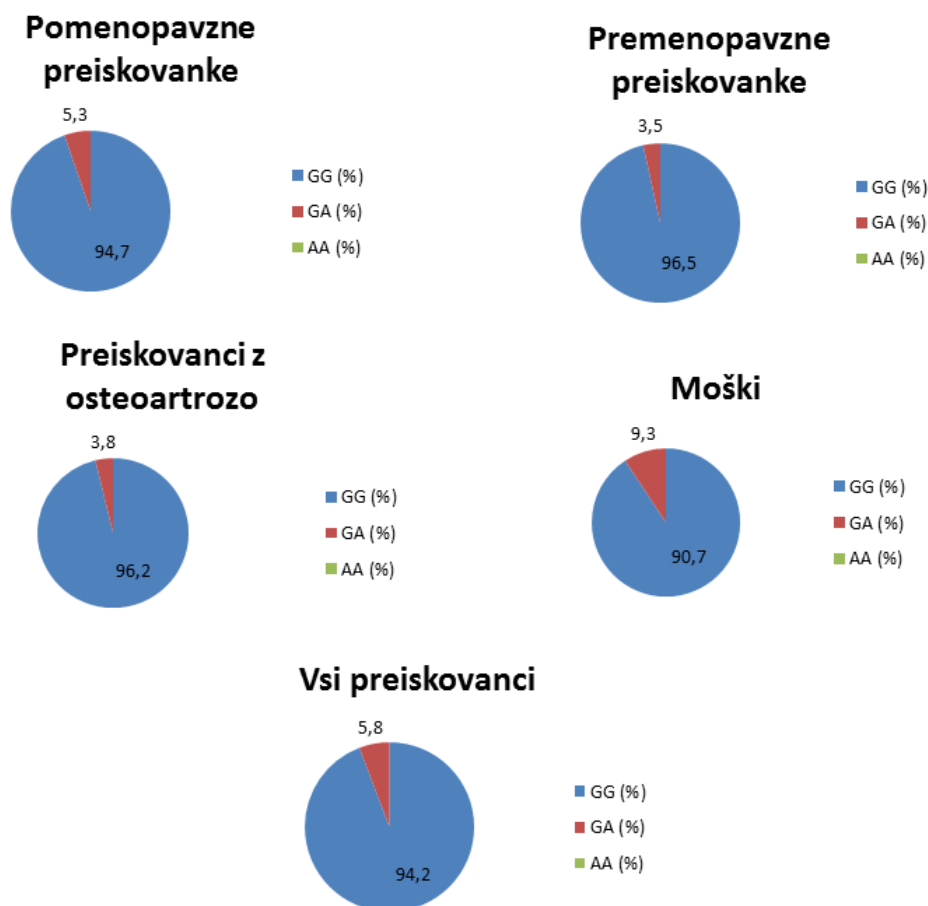 Pomenopavzne
preiskovanke
5,3
94,7
GG (%)
GA (%)
AA (%)
Premenopavzne
preiskovanke
3,5
96,5
GG (%)
GA (%)
AA (%)
Preiskovanci z
osteoartrozo
3,8
96,2
GG (%)
GA (%)
AA (%)
Moški
9,3
90,7
GG (%)
GA (%)
AA (%)
Vsi preiskovanci
5,8
94,2
GG (%)
GA (%)
AA (%)